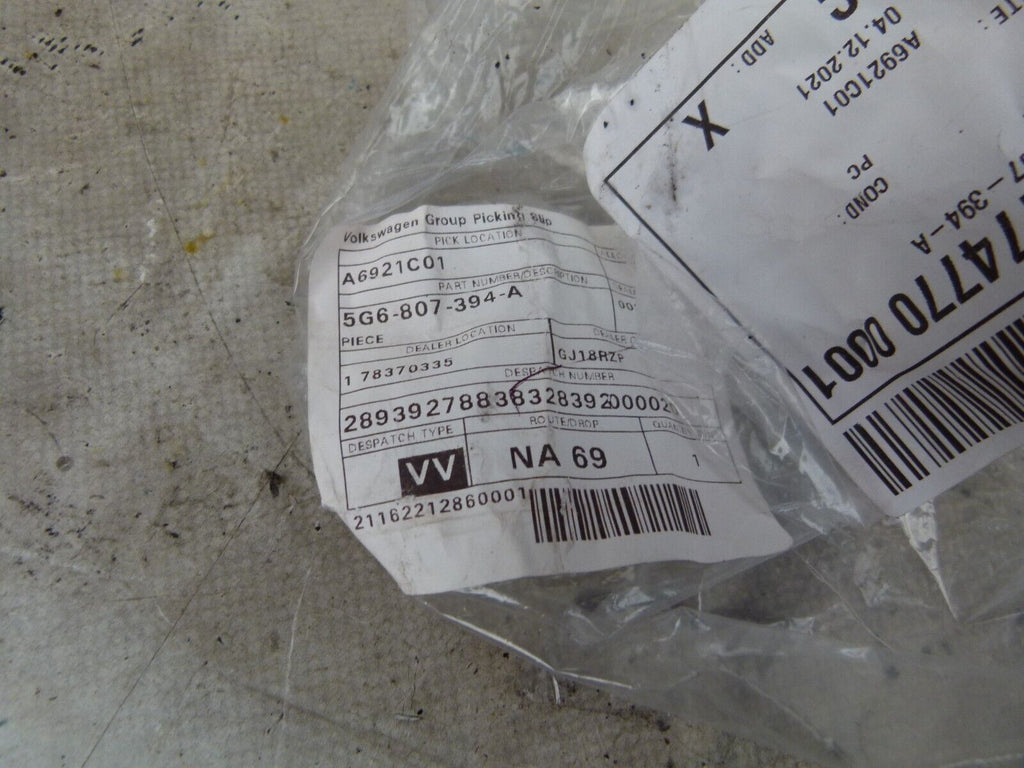 Volkswagen Group Picking Slip
PICK LOCATION
A6921C01
PART NUMBER/DESCRIPTION
5G6-807-394-A
PIECE
DEALER LOCATION
1 78370335
GJ18RZP
DESPATCH NUMBER
DESPATCH TYPE
ROUTE/DROP
VV
NA 69
1
21162212860001
TE:
04.12.2021
A6921C01
ADD:
X
COND:
PC
7-394-A
74770 0001